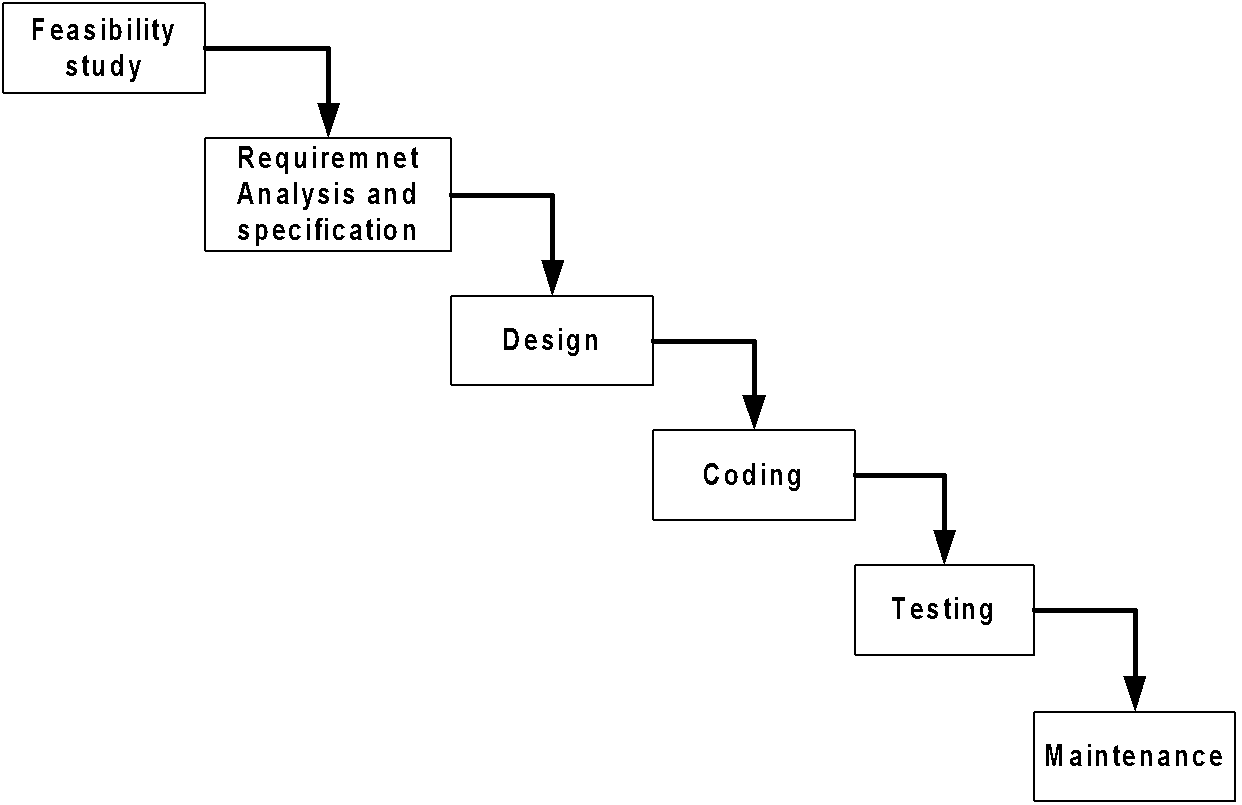 Feasibility
study
Requiremnet
Analysis and
specification
Design
Coding
Testing
Maintenance